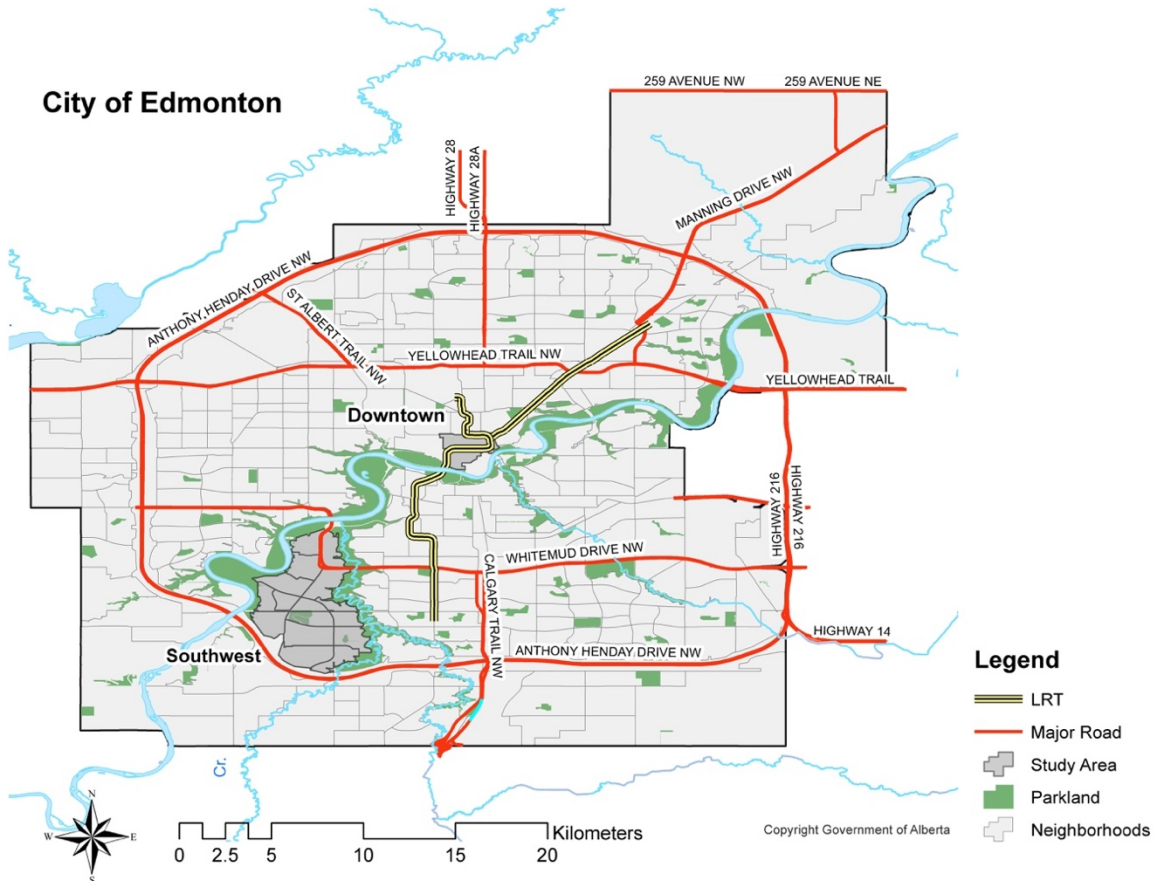 City of Edmonton
259 AVENUE NW
259 AVENUE NE
HIGHWAY 28
HIGHWAY 28A
MANNING DRIVE NW
ANTHONY HENDAY DRIVE NW
ST ALBERT TRAIL NW
YELLOWHEAD TRAIL NW
YELLOWHEAD TRAIL
Downtown
HIGHWAY 216
HIGHWAY 216
WHITEMUD DRIVE NW
CALGARY TRAIL NW
HIGHWAY 14
Southwest
ANTHONY HENDAY DRIVE NW
Cr.
Legend
LRT
Major Road
Study Area
Parkland
Neighborhoods
N
W
E
S
Kilometers
0 2.5 5 10 15 20
Copyright Government of Alberta